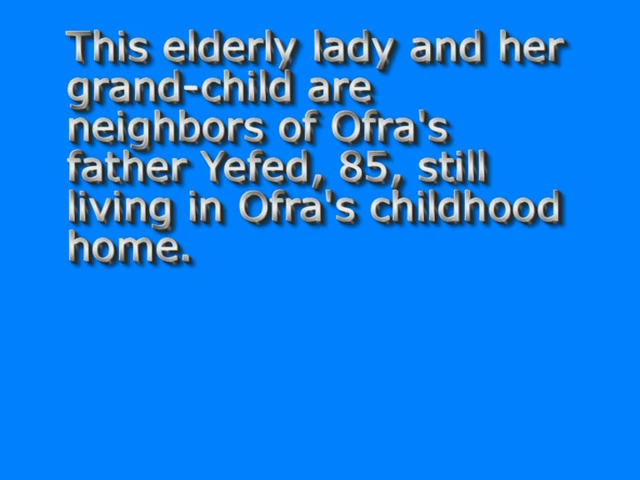 This elderly lady and her
grand-child are
neighbors of Ofra's
father Yefed, 85, still
living in Ofra's childhood
home.